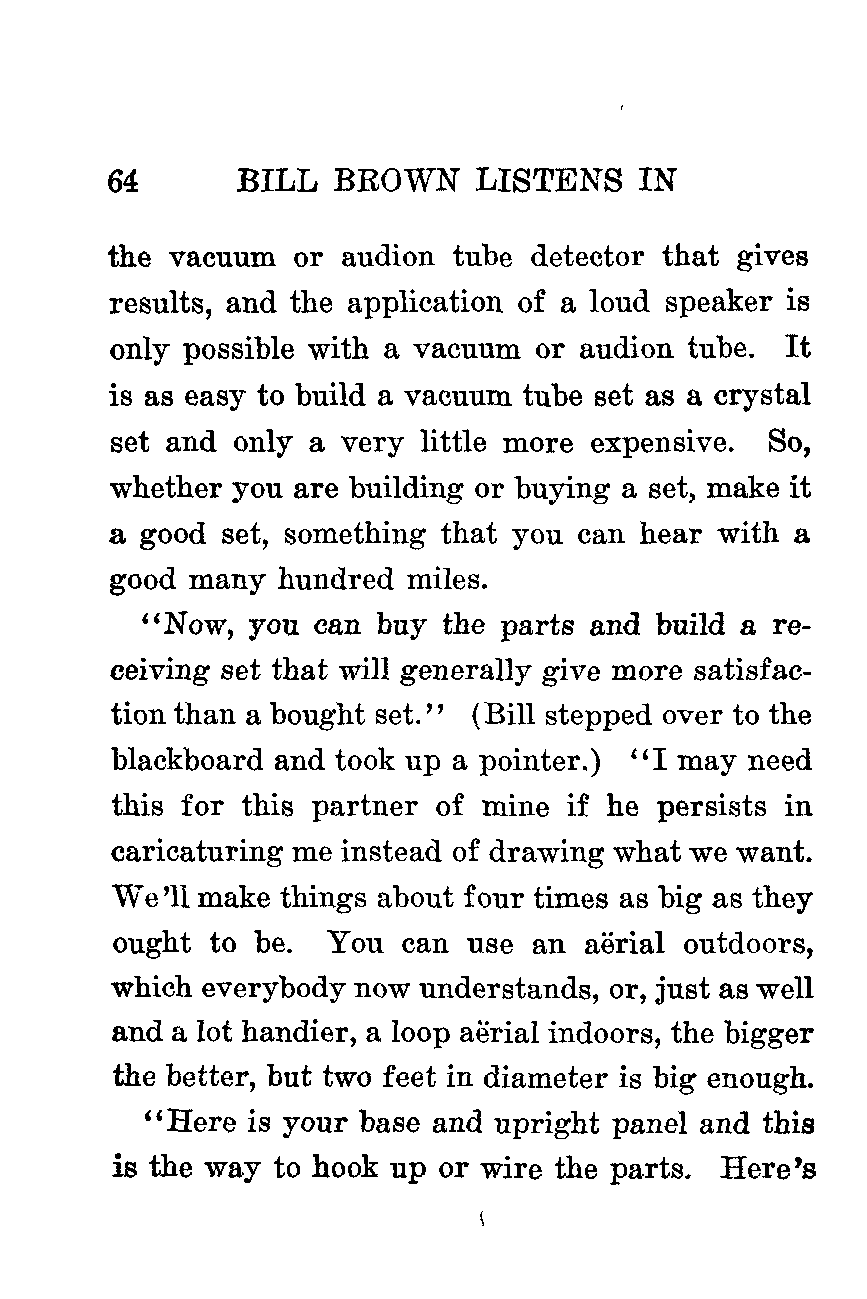 64 BILL BROWN LISTENS IN
the vacuum or audion tube detector that gives
results, and the application of a loud speaker is
only possible with a vacuum or audion tube. It
is as easy to build a vacuum tube set as a crystal
set and only a very little more expensive. So,
whether you are building or buying a set, make it
a good set, something that you can hear with a
good many hundred miles.
“Now, you can buy the parts and build a re-
ceiving set that will generally give more satisfac-
tion than a bought set.” (Bill stepped over to the
blackboard and took up a pointer.) “I may need
this for this partner of mine if he persists in
caricaturing me instead of drawing what we want.
We’ll make things about four times as big as they
ought to be. You can use an aërial outdoors,
which everybody now understands, or, just as well
and a lot handier, a loop aërial indoors, the bigger
the better, but two feet in diameter is big enough.
“Here is your base and upright panel and this
is the way to hook up or wire the parts. Here’s